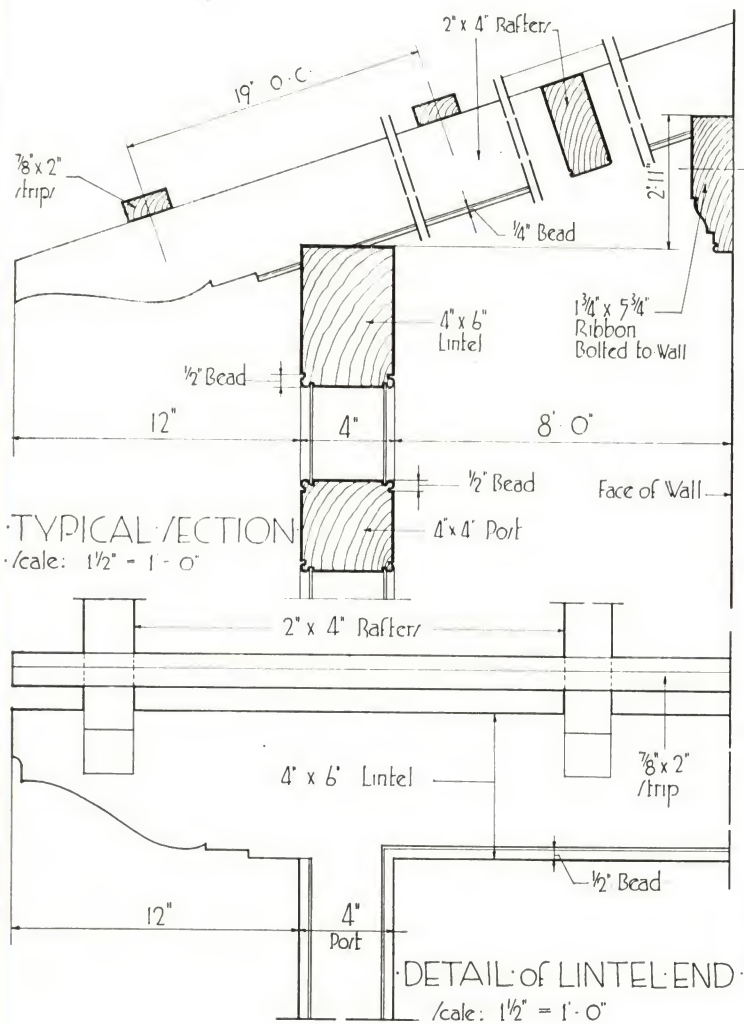 2" x 4" Rafters
19" O.C.
7/8" x 2"
strips
1/4" Bead
2'11"
4" x 6"
Lintel
1 3/4" x 5 3/4"
Ribbon
Bolted to Wall
1/2" Bead
12"
4"
8'-0"
1/2" Bead
Face of Wall
4" x 4" Post
·TYPICAL·SECTION
·Scale: 1 1/2" = 1'-0"
2" x 4" Rafters
4" x 6" Lintel
7/8" x 2"
strip
1/2" Bead
12"
4"
Post
·DETAIL·of LINTEL·END·
Scale: 1 1/2" = 1'-0"